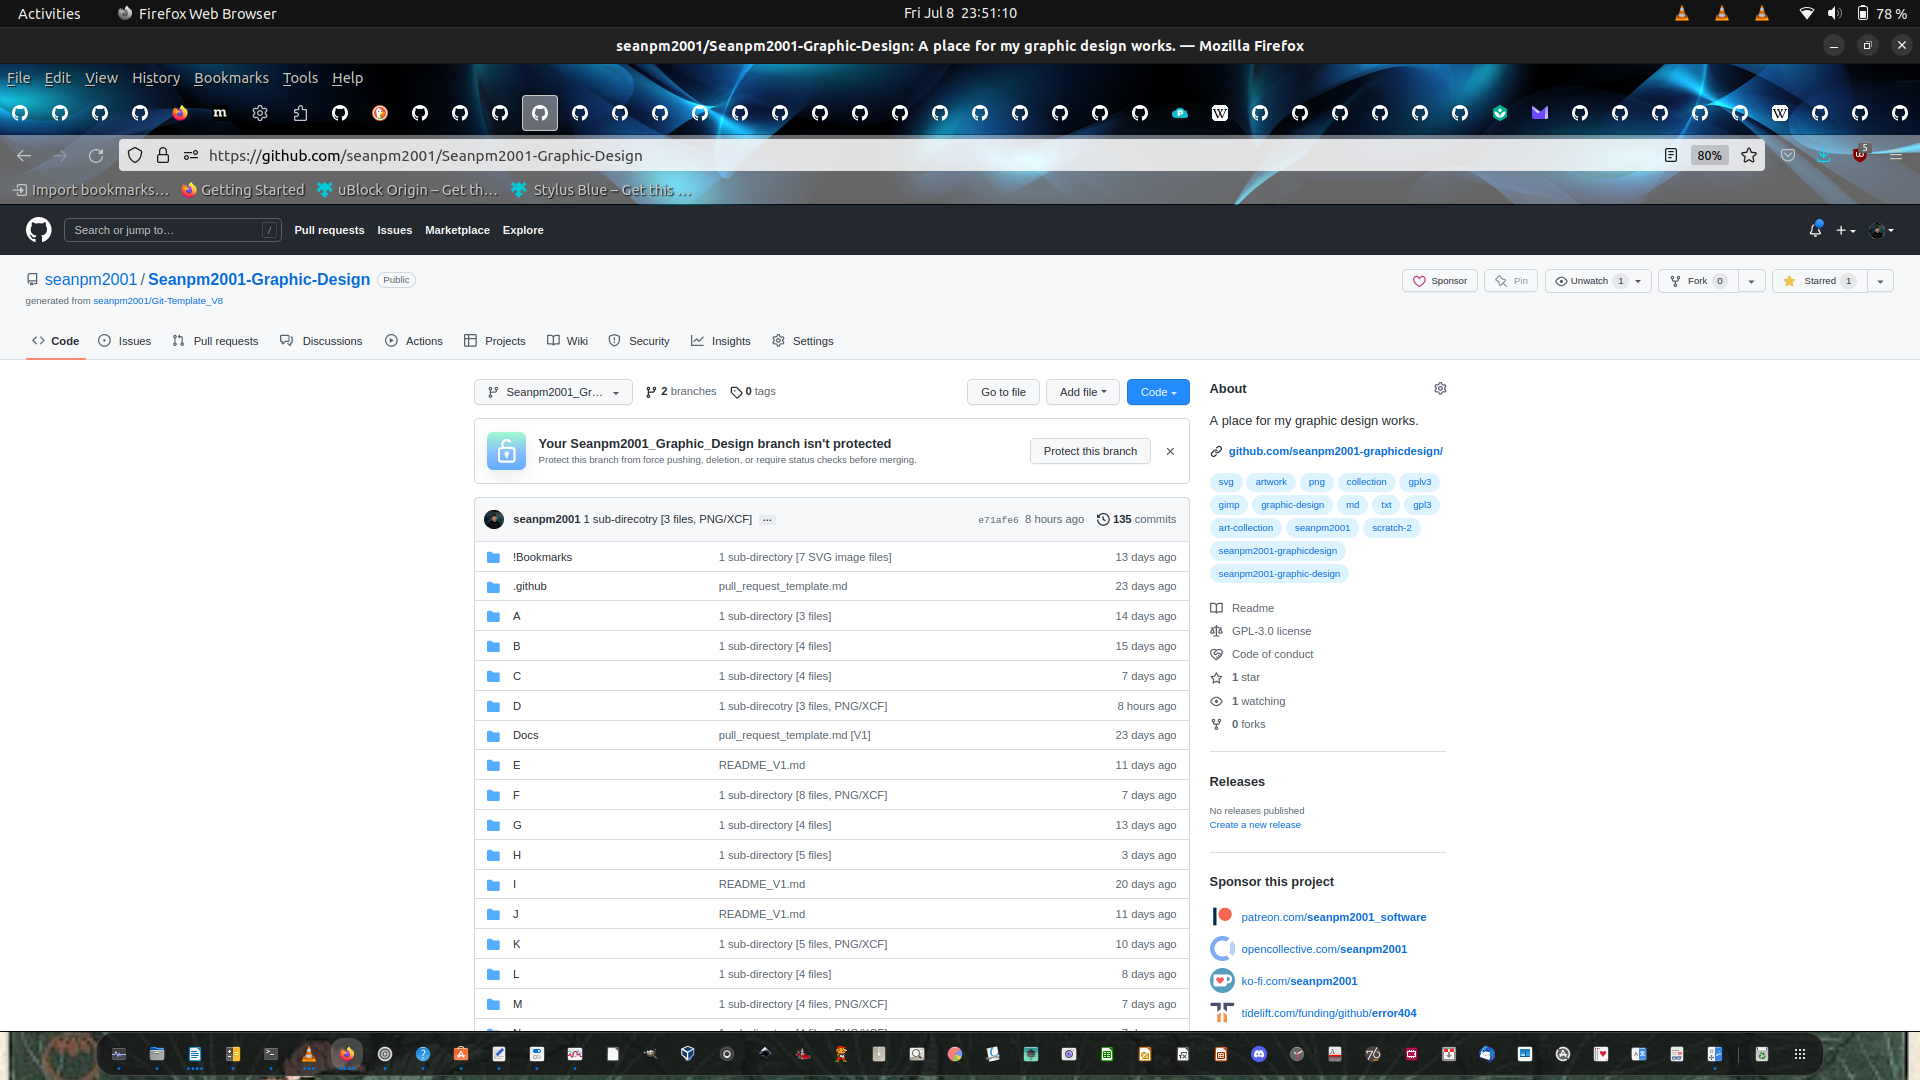 Activities Firefox Web Browser Fri Jul 8 23:51:10 78 %
seanpm2001/Seanpm2001-Graphic-Design: A place for my graphic design works. — Mozilla Firefox
File Edit View History Bookmarks Tools Help
https://github.com/seanpm2001/Seanpm2001-Graphic-Design 80% 5
Import bookmarks… Getting Started uBlock Origin – Get th… Stylus Blue – Get this …
Search or jump to… / Pull requests Issues Marketplace Explore
seanpm2001 / Seanpm2001-Graphic-Design Public Sponsor Pin Unwatch 1 Fork 0 Starred 1
generated from seanpm2001/Git-Template_V8
Code Issues Pull requests Discussions Actions Projects Wiki Security Insights Settings
Seanpm2001_Gr… 2 branches 0 tags Go to file Add file Code
Your Seanpm2001_Graphic_Design branch isn't protected
Protect this branch from force pushing, deletion, or require status checks before merging.
Protect this branch
seanpm2001 1 sub-direcotry [3 files, PNG/XCF] … e71afe6 8 hours ago 135 commits
!Bookmarks 1 sub-directory [7 SVG image files] 13 days ago
.github pull_request_template.md 23 days ago
A 1 sub-directory [3 files] 14 days ago
B 1 sub-directory [4 files] 15 days ago
C 1 sub-directory [4 files] 7 days ago
D 1 sub-direcotry [3 files, PNG/XCF] 8 hours ago
Docs pull_request_template.md [V1] 23 days ago
E README_V1.md 11 days ago
F 1 sub-directory [8 files, PNG/XCF] 7 days ago
G 1 sub-directory [4 files] 13 days ago
H 1 sub-directory [5 files] 3 days ago
I README_V1.md 20 days ago
J README_V1.md 11 days ago
K 1 sub-directory [5 files, PNG/XCF] 10 days ago
L 1 sub-directory [4 files] 8 days ago
M 1 sub-directory [4 files, PNG/XCF] 7 days ago
About
A place for my graphic design works.
github.com/seanpm2001-graphicdesign/
svg artwork png collection gplv3
gimp graphic-design md txt gpl3
art-collection seanpm2001 scratch-2
seanpm2001-graphicdesign
seanpm2001-graphic-design
Readme
GPL-3.0 license
Code of conduct
1 star
1 watching
0 forks
Releases
No releases published
Create a new release
Sponsor this project
patreon.com/seanpm2001_software
opencollective.com/seanpm2001
ko-fi.com/seanpm2001
tidelift.com/funding/github/error404